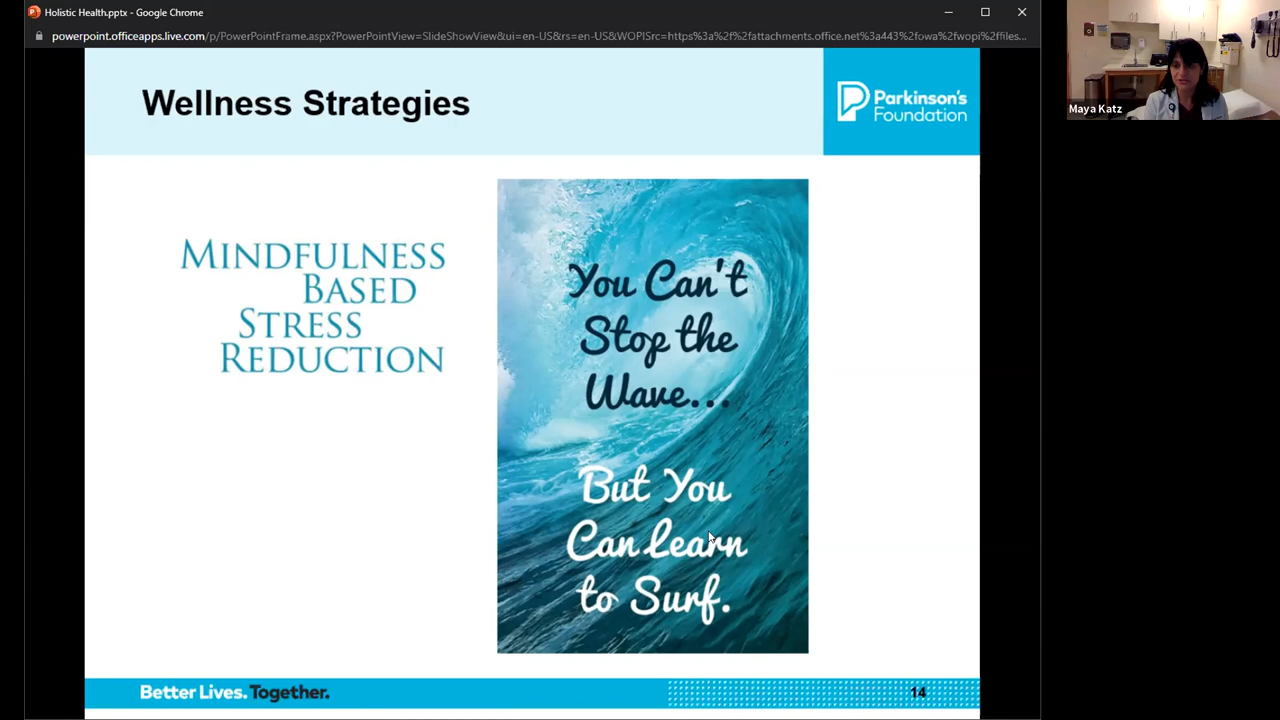 Holistic Health.pptx - Google Chrome
powerpoint.officeapps.live.com/p/PowerPointFrame.aspx?PowerPointView=SlideShowView&ui=en-US&rs=en-US&WOPISrc=https%3a%2f%2fattachments.office.net%3a443%2fowa%2fwopi%2ffiles...
Maya Katz
Wellness Strategies
Parkinson's
Foundation
MINDFULNESS
BASED
STRESS
REDUCTION
You Can't
Stop the
Wave...
But You
Can Learn
to Surf.
Better Lives. Together.
14